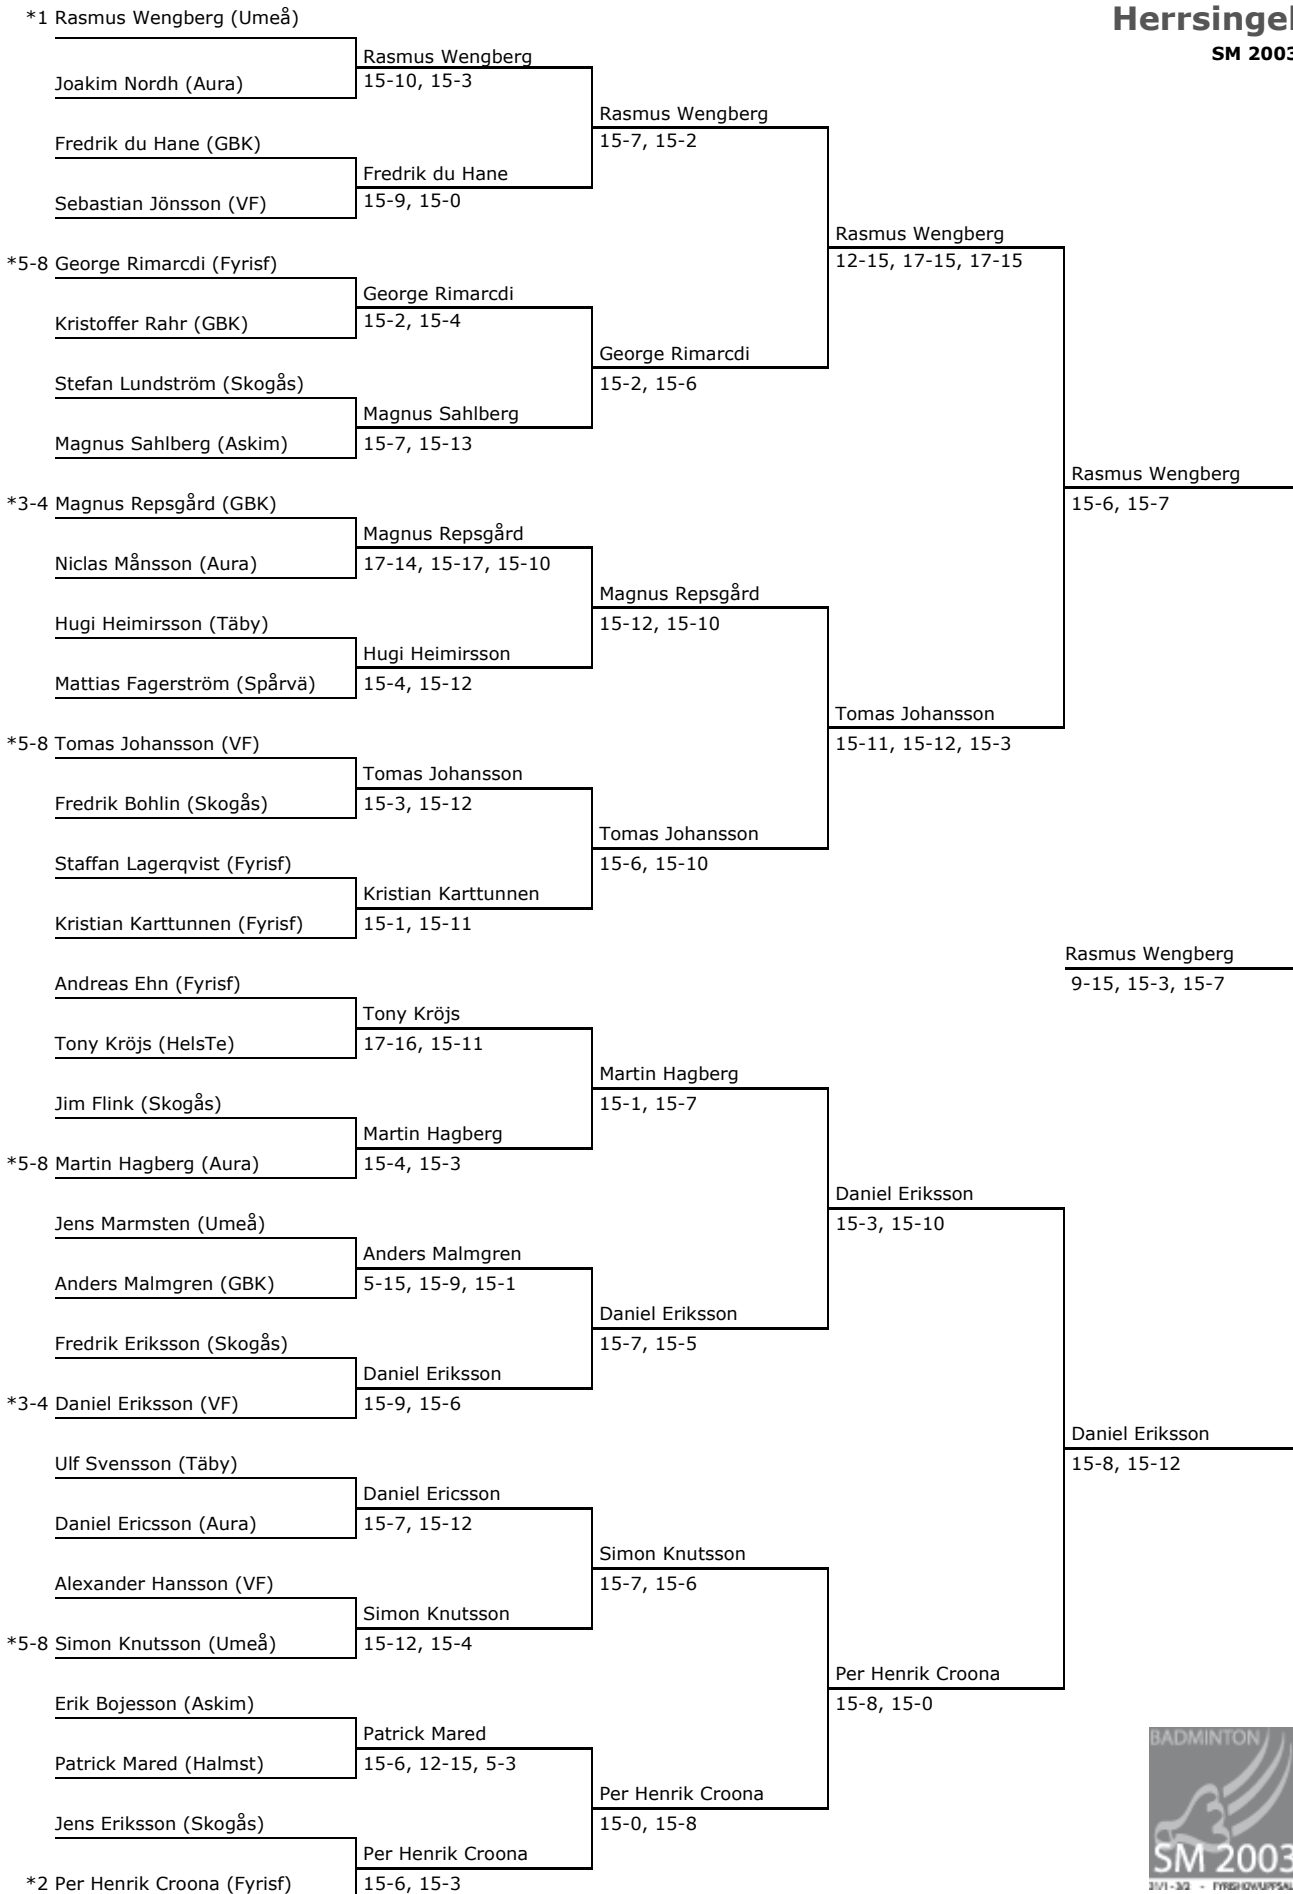 Herrsingel
SM 2003
*1 Rasmus Wengberg (Umeå)
Rasmus Wengberg
Joakim Nordh (Aura)
15-10, 15-3
Rasmus Wengberg
Fredrik du Hane (GBK)
15-7, 15-2
Fredrik du Hane
Sebastian Jönsson (VF)
15-9, 15-0
Rasmus Wengberg
*5-8 George Rimarcdi (Fyrisf)
12-15, 17-15, 17-15
George Rimarcdi
Kristoffer Rahr (GBK)
15-2, 15-4
George Rimarcdi
Stefan Lundström (Skogås)
15-2, 15-6
Magnus Sahlberg
Magnus Sahlberg (Askim)
15-7, 15-13
Rasmus Wengberg
*3-4 Magnus Repsgård (GBK)
15-6, 15-7
Magnus Repsgård
Niclas Månsson (Aura)
17-14, 15-17, 15-10
Magnus Repsgård
Hugi Heimirsson (Täby)
15-12, 15-10
Hugi Heimirsson
Mattias Fagerström (Spårvä)
15-4, 15-12
Tomas Johansson
*5-8 Tomas Johansson (VF)
15-11, 15-12, 15-3
Tomas Johansson
Fredrik Bohlin (Skogås)
15-3, 15-12
Tomas Johansson
Staffan Lagerqvist (Fyrisf)
15-6, 15-10
Kristian Karttunnen
Kristian Karttunnen (Fyrisf)
15-1, 15-11
Rasmus Wengberg
Andreas Ehn (Fyrisf)
9-15, 15-3, 15-7
Tony Kröjs
Tony Kröjs (HelsTe)
17-16, 15-11
Martin Hagberg
Jim Flink (Skogås)
15-1, 15-7
Martin Hagberg
*5-8 Martin Hagberg (Aura)
15-4, 15-3
Daniel Eriksson
Jens Marmsten (Umeå)
15-3, 15-10
Anders Malmgren
Anders Malmgren (GBK)
5-15, 15-9, 15-1
Daniel Eriksson
Fredrik Eriksson (Skogås)
15-7, 15-5
Daniel Eriksson
*3-4 Daniel Eriksson (VF)
15-9, 15-6
Daniel Eriksson
Ulf Svensson (Täby)
15-8, 15-12
Daniel Ericsson
Daniel Ericsson (Aura)
15-7, 15-12
Simon Knutsson
Alexander Hansson (VF)
15-7, 15-6
Simon Knutsson
*5-8 Simon Knutsson (Umeå)
15-12, 15-4
Per Henrik Croona
Erik Bojesson (Askim)
15-8, 15-0
Patrick Mared
Patrick Mared (Halmst)
15-6, 12-15, 5-3
Per Henrik Croona
Jens Eriksson (Skogås)
15-0, 15-8
Per Henrik Croona
*2 Per Henrik Croona (Fyrisf)
15-6, 15-3
BADMINTON
SM 2003